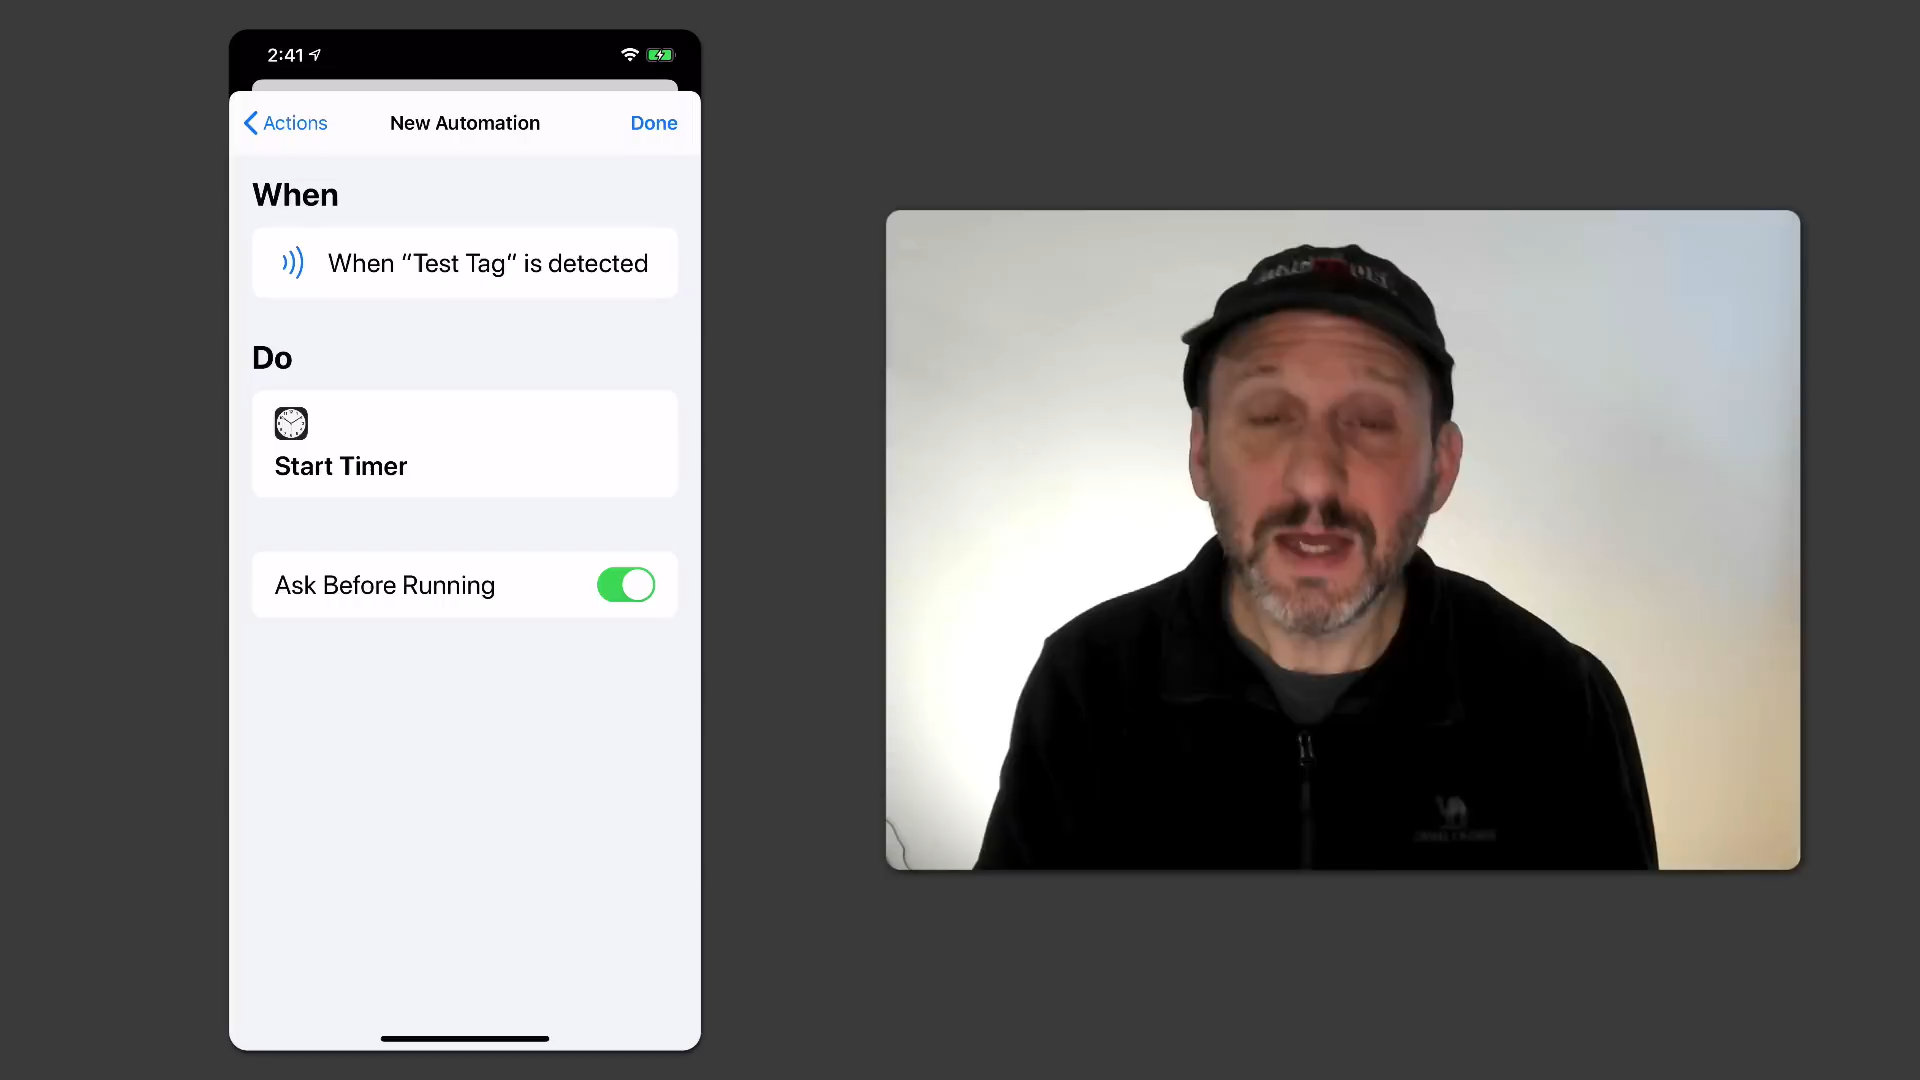 2:41
Actions
New Automation
Done
When
When “Test Tag” is detected
Do
Start Timer
Ask Before Running